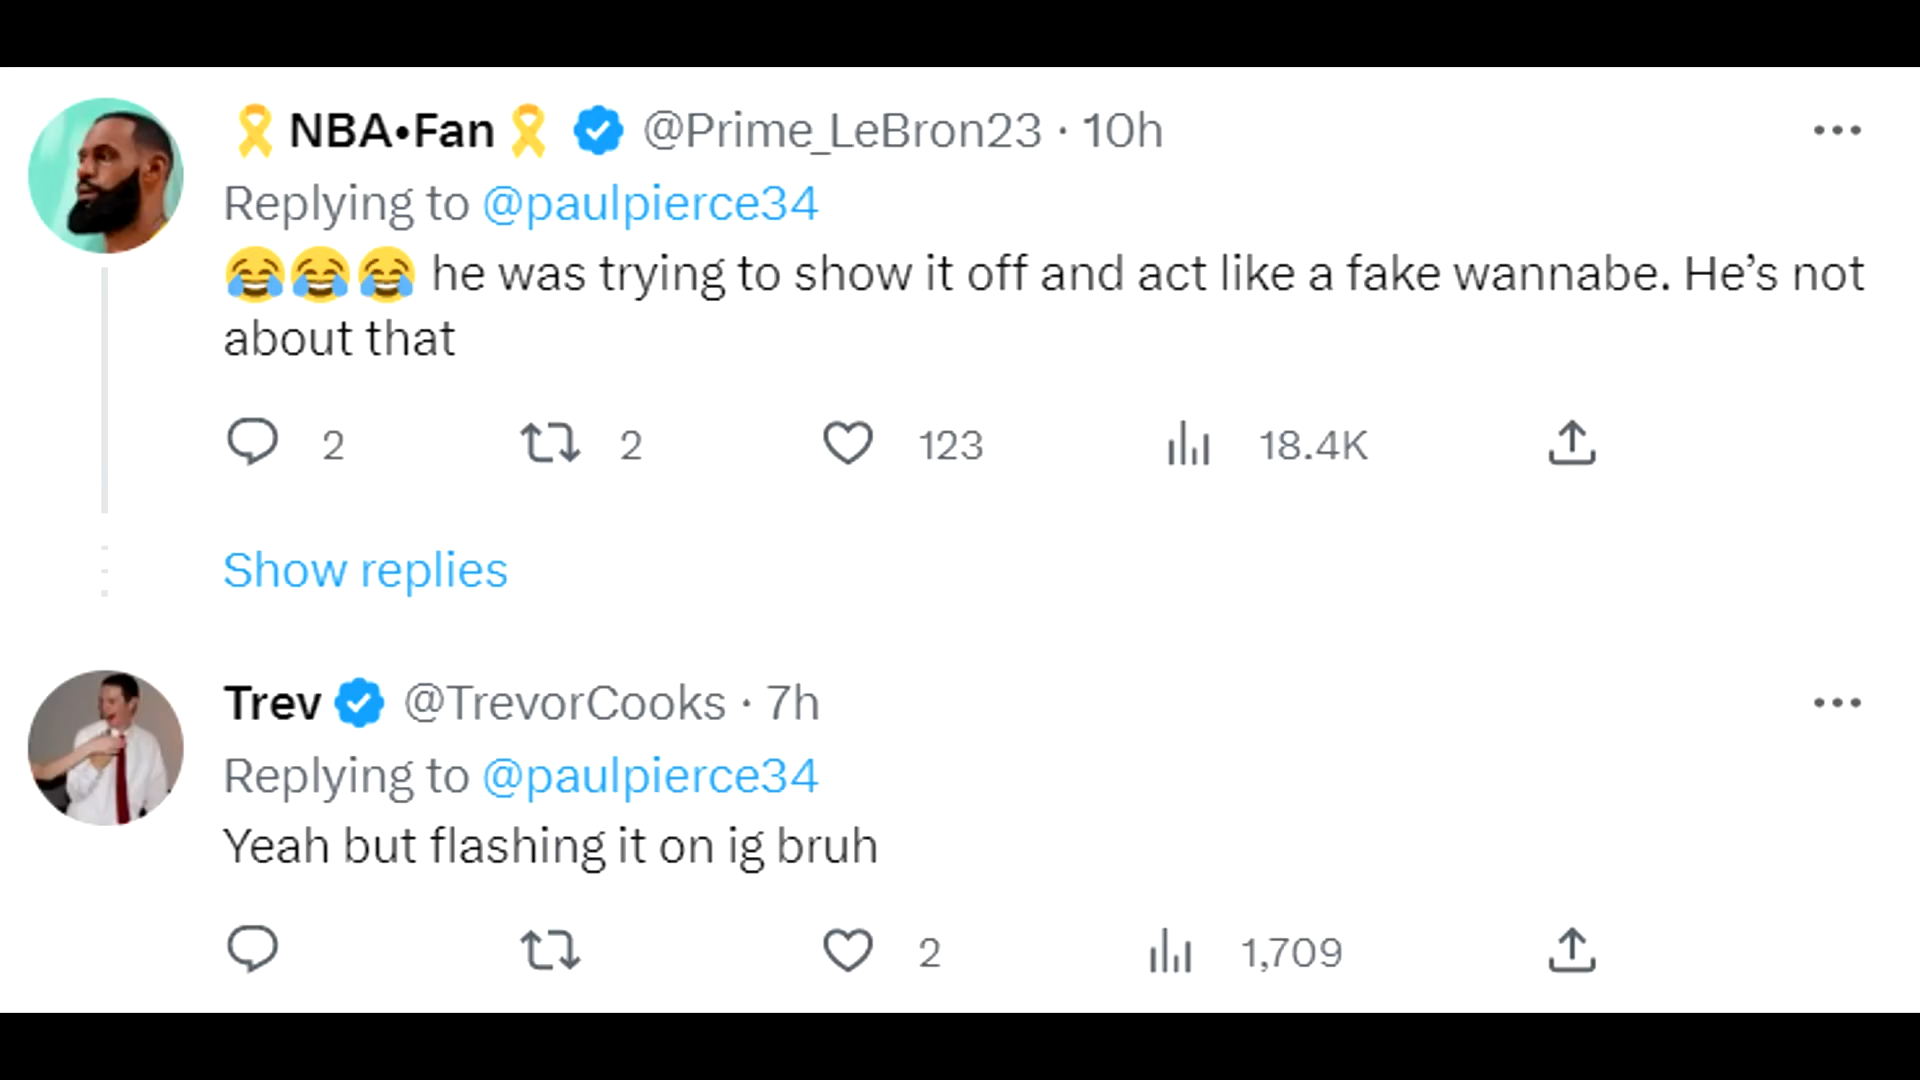 🎗NBA•Fan🎗 @Prime_LeBron23 · 10h
Replying to @paulpierce34
😂😂😂 he was trying to show it off and act like a fake wannabe. He’s not
about that
2 2 123 18.4K
Show replies
Trev @TrevorCooks · 7h
Replying to @paulpierce34
Yeah but flashing it on ig bruh
2 1,709